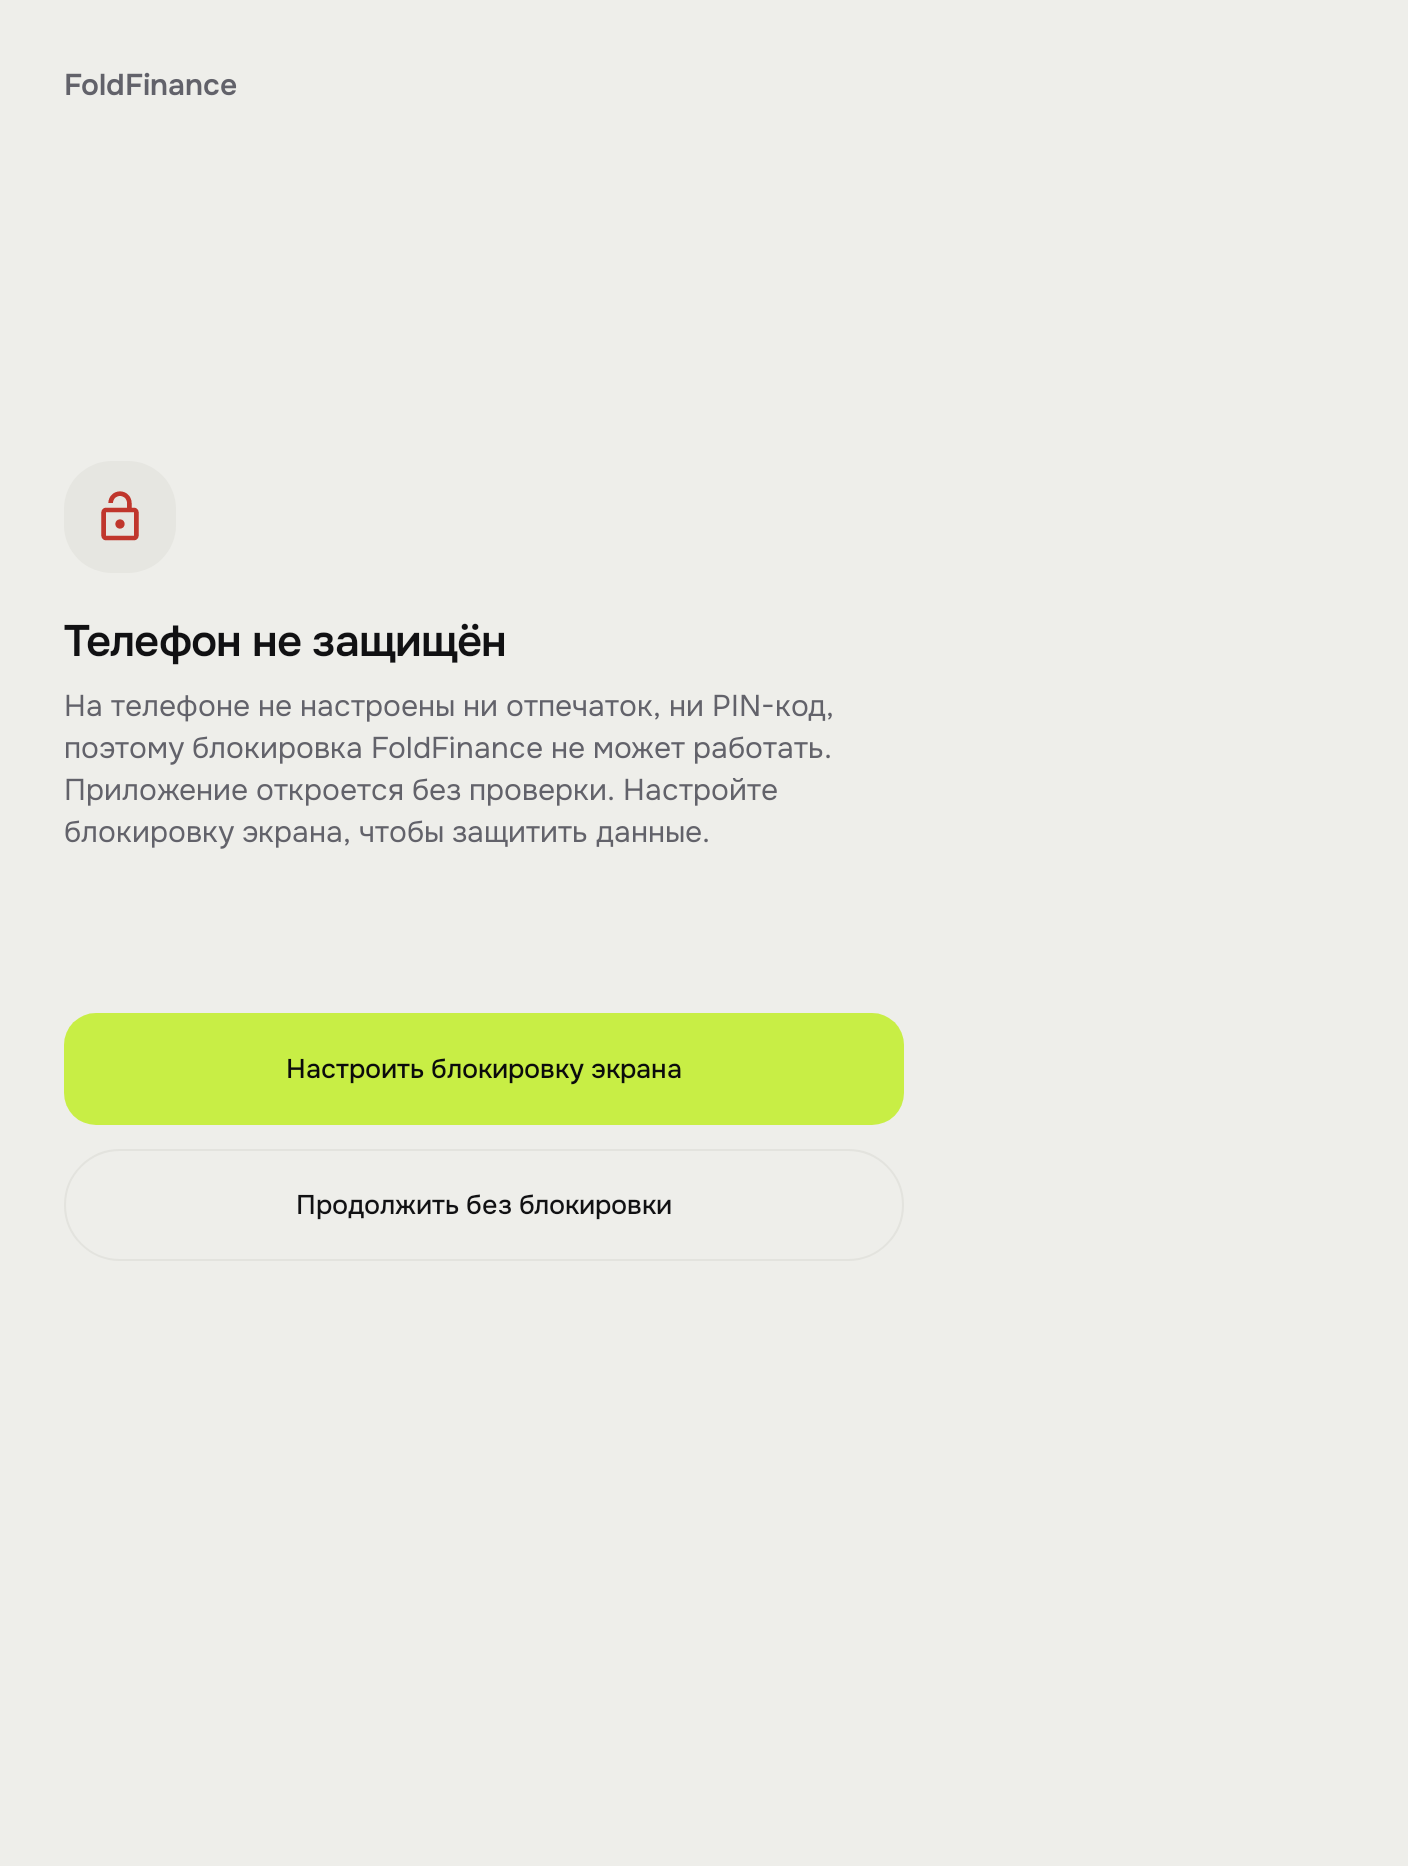 FoldFinance
Телефон не защищён
На телефоне не настроены ни отпечаток, ни PIN-код,
поэтому блокировка FoldFinance не может работать.
Приложение откроется без проверки. Настройте
блокировку экрана, чтобы защитить данные.
Настроить блокировку экрана
Продолжить без блокировки